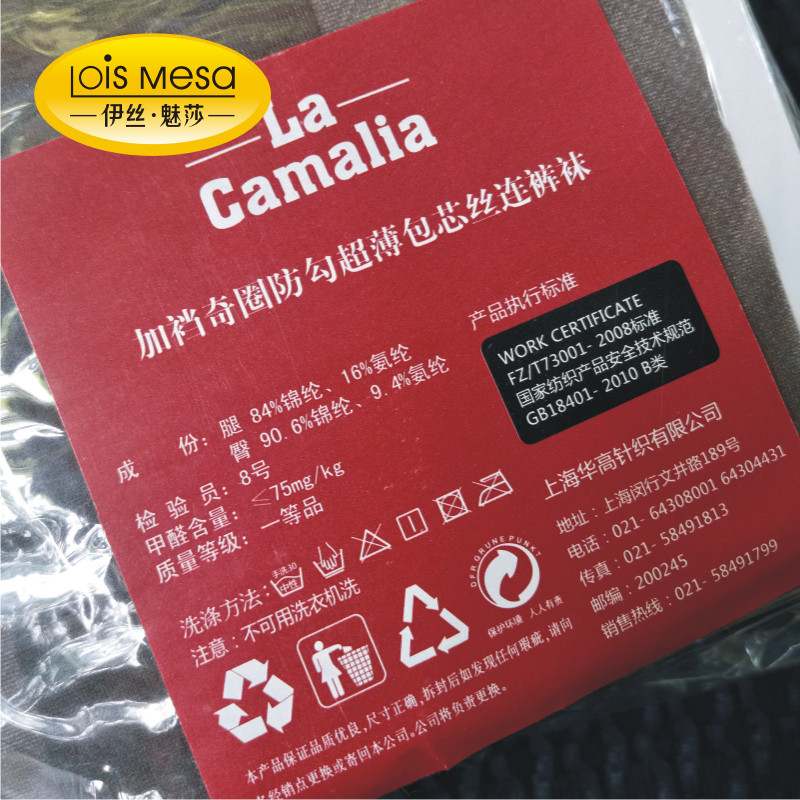 Lois Mesa
伊丝·魅莎
La
Camalia
加裆奇圈防勾超薄包芯丝连裤袜
产品执行标准
WORK CERTIFICATE
FZ/T73001- 2008标准
国家纺织产品安全技术规范
GB18401- 2010 B类
成 份：腿 84%锦纶、16%氨纶
臀 90.6%锦纶、9.4%氨纶
检 验 员：8号
甲醛含量：≤75mg/kg
质量等级：一等品
洗涤方法：
手洗30
中性
注意：不可用洗衣机洗
上海华高针织有限公司
地址：上海闵行文井路189号
电话：021- 64308001 64304431
传真：021- 58491813
邮编：200245
销售热线：021- 58491799
DFRGRUNE PUNKT
保护环境 人人有责
本产品保证品质优良,尺寸正确,拆封后如发现任何瑕疵,请向
经销点更换或寄回本公司。公司将负责更换。